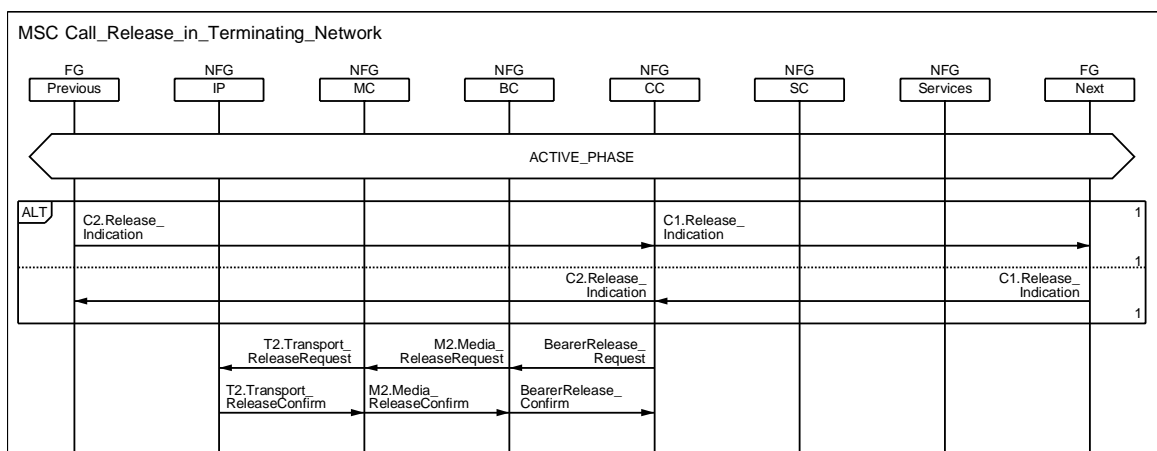 MSC Call_Release_in_Terminating_Network
FG NFG NFG NFG NFG NFG NFG FG
Previous IP MC BC CC SC Services Next
ACTIVE_PHASE
ALT
1
C2.Release_
Indication
C1.Release_
Indication
1
C2.Release_
Indication
C1.Release_
Indication
1
T2.Transport_
ReleaseRequest
M2.Media_
ReleaseRequest
BearerRelease_
Request
T2.Transport_
ReleaseConfirm
M2.Media_
ReleaseConfirm
BearerRelease_
Confirm